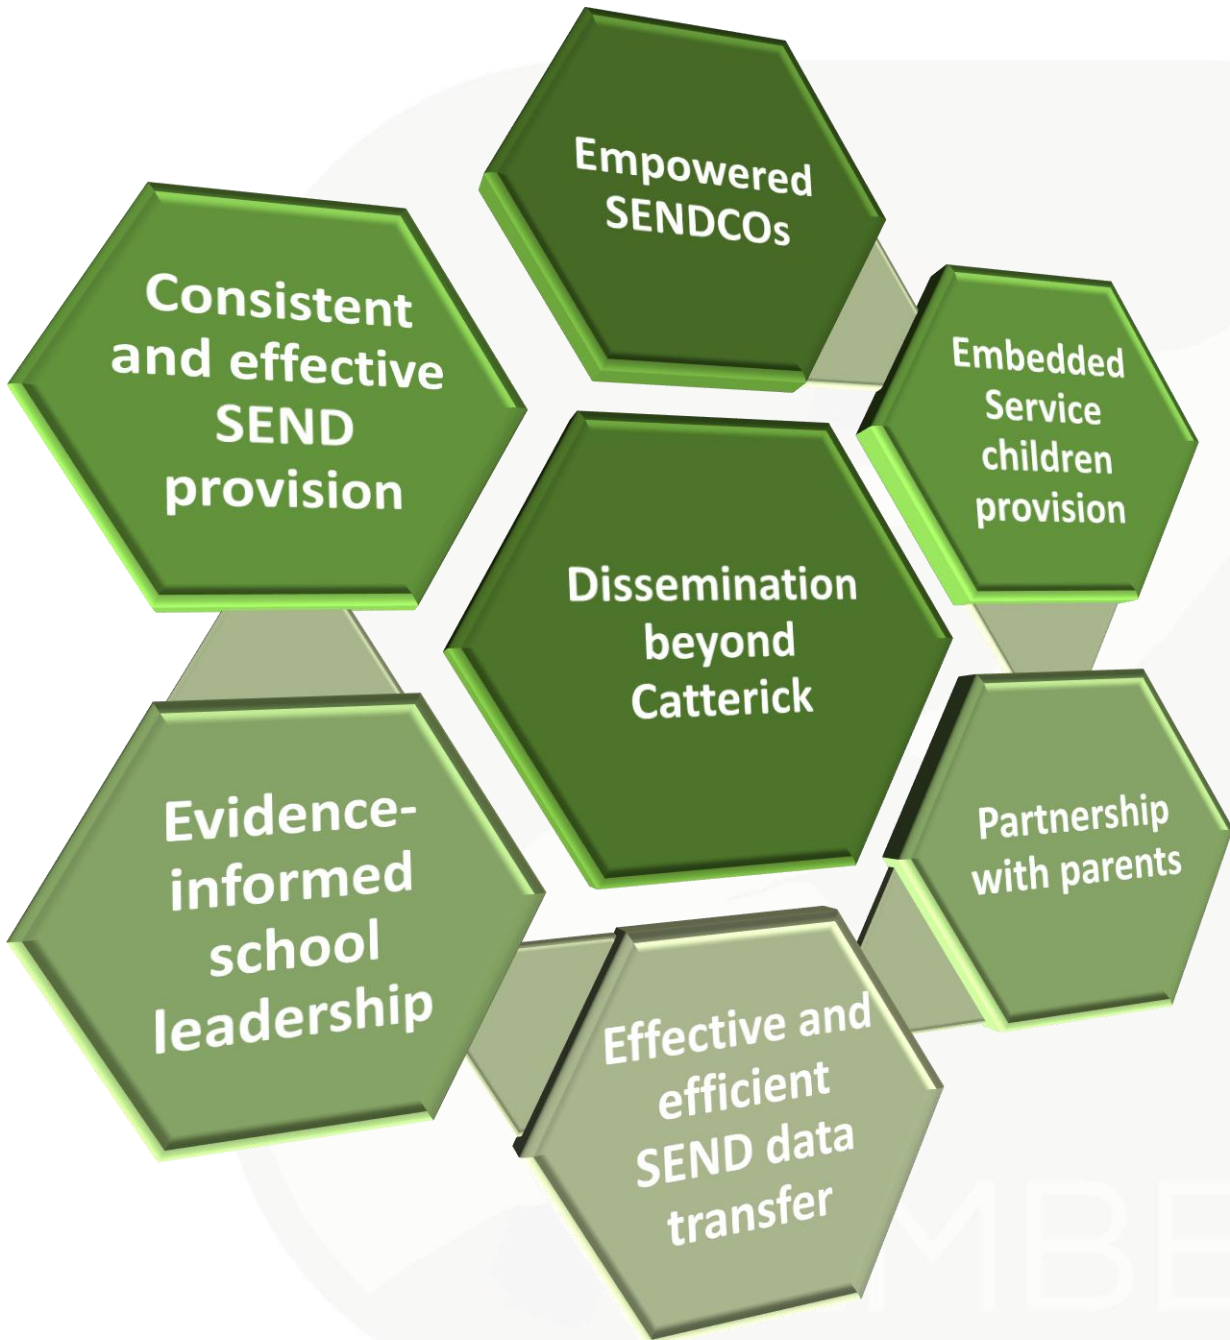 Empowered
SENDCOs
Consistent
and effective
SEND
provision
Embedded
Service
children
provision
Dissemination
beyond
Catterick
Evidence-
informed
school
leadership
Partnership
with parents
Effective and
efficient
SEND data
transfer
MBE